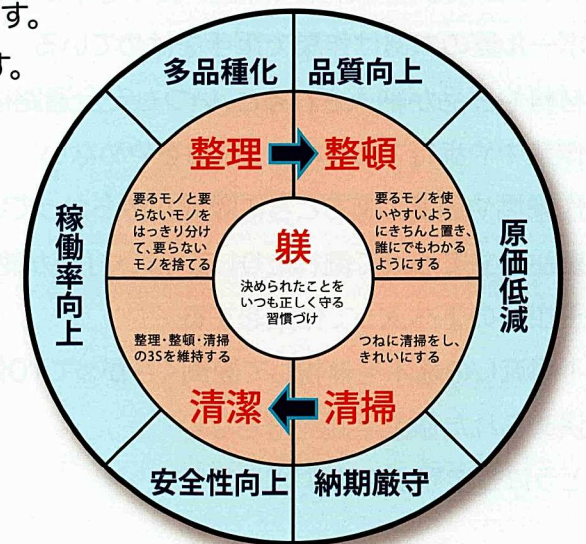 す。
す。
多品種化
品質向上
整理
整頓
要るモノと要
らないモノを
はっきり分け
て、要らない
モノを捨てる
要るモノを使
いやすいよう
にきちんと置き、
誰にでもわかる
ようにする
稼働率向上
躾
決められたことを
いつも正しく守る
習慣づけ
原価低減
整理・整頓・清掃
の3Sを維持する
つねに清掃をし、
きれいにする
清潔
清掃
安全性向上
納期厳守